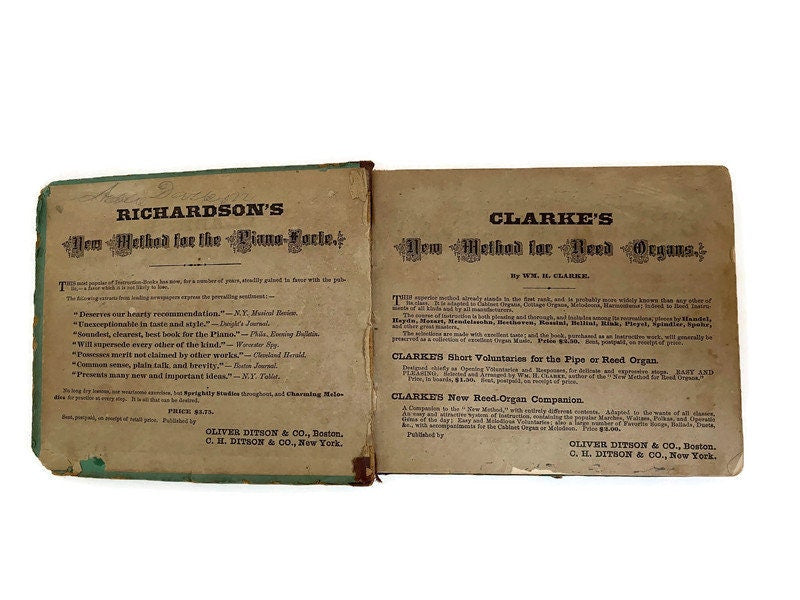 RICHARDSON'S
New Method for the Piano-Forte.
THIS most popular of Instruction-Books has now, for a number of years, steadily gained in favor with the pub-
lic,—a favor which it is not likely to lose.
The following extracts from leading newspapers express the prevailing sentiment:—
"Deserves our hearty recommendation."—N.Y. Musical Review.
"Unexceptionable in taste and style."—Dwight's Journal.
"Soundest, clearest, best book for the Piano."—Phila. Evening Bulletin.
"Will supersede every other of the kind."—Worcester Spy.
"Possesses merit not claimed by other works."—Cleveland Herald.
"Common sense, plain talk, and brevity."—Boston Journal.
"Presents many new and important ideas."—N.Y. Tablet.
No long dry lessons, nor wearisome exercises, but Sprightly Studies throughout, and Charming Melo-
dies for practice at every step. It is all that can be desired.
PRICE $3.75.
Sent, postpaid, on receipt of retail price. Published by
OLIVER DITSON & CO., Boston.
C. H. DITSON & CO., New York.
CLARKE'S
New Method for Reed Organs.
BY WM. H. CLARKE.
THIS superior method already stands in the first rank, and is probably more widely known than any other of
its class. It is adapted to Cabinet Organs, Cottage Organs, Melodeons, Harmoniums; indeed to Reed Instru-
ments of all kinds and by all manufacturers.
The course of instruction is both pleasing and thorough, and includes among its recreations, pieces by Handel,
Haydn, Mozart, Mendelssohn, Beethoven, Rossini, Bellini, Rink, Pleyel, Spindler, Spohr,
and other great masters.
The selections are made with excellent taste; and the book, purchased as an Instructive work, will generally be
preserved as a collection of excellent Organ Music. Price $2.50. Sent, postpaid, on receipt of price.
CLARKE'S Short Voluntaries for the Pipe or Reed Organ.
Designed chiefly as Opening Voluntaries and Responses, for delicate and expressive stops. EASY AND
PLEASING. Selected and Arranged by WM. H. CLARKE, author of the "New Method for Reed Organs."
Price, in boards, $1.50. Sent, postpaid, on receipt of price.
CLARKE'S New Reed-Organ Companion.
A Companion to the "New Method," with entirely different contents. Adapted to the wants of all classes.
An easy and attractive system of Instruction, containing the popular Marches, Waltzes, Polkas, and Operatic
Gems of the day; Easy and Melodious Voluntaries; also a large number of Favorite Songs, Ballads, Duets,
&c., with accompaniments for the Cabinet Organ or Melodeon. Price $2.00.
Published by
OLIVER DITSON & CO., Boston.
C. H. DITSON & CO., New York.